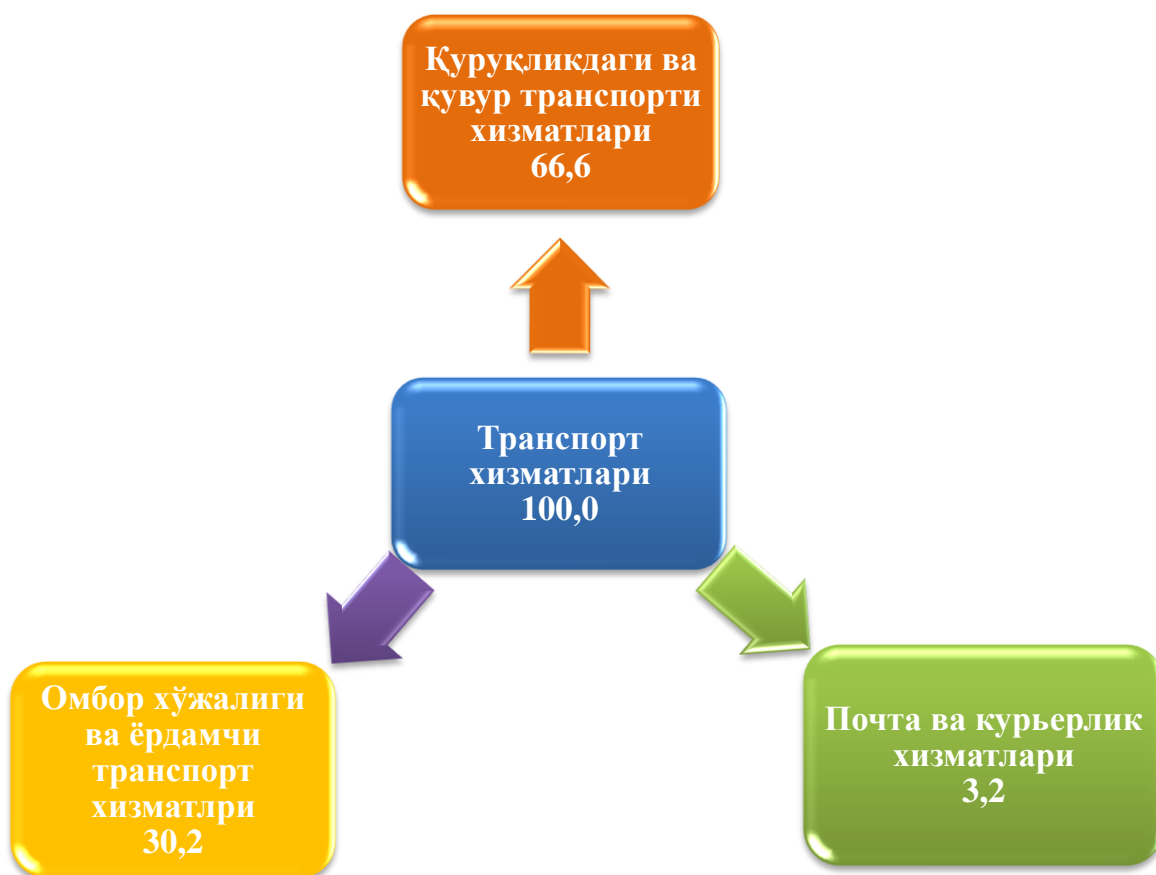 Қуруқликдаги ва
қувур транспорти
хизматлари
66,6
Транспорт
хизматлари
100,0
Омбор хўжалиги
ва ёрдамчи
транспорт
хизматлри
30,2
Почта ва курьерлик
хизматлари
3,2